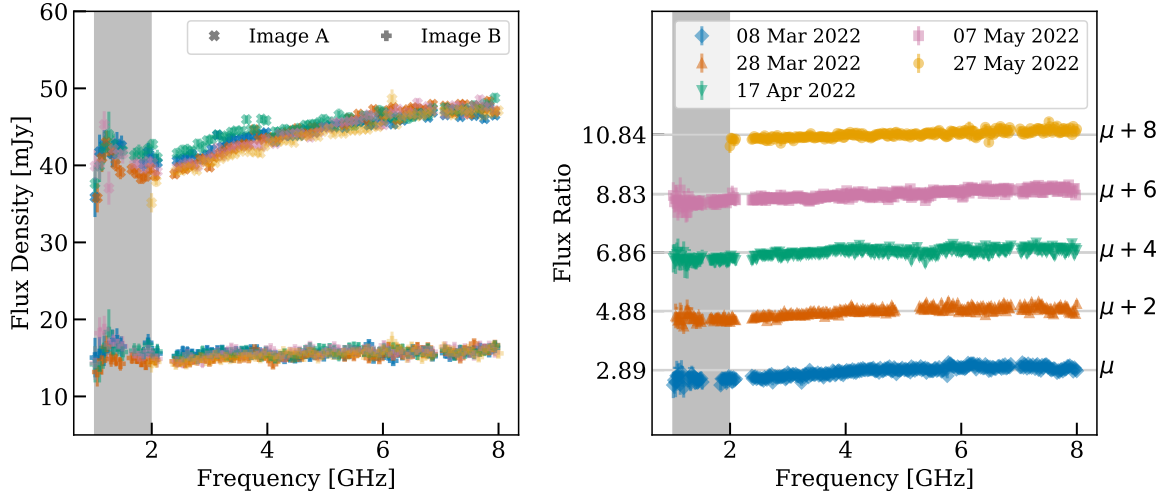 60
50
40
30
20
10
2
4
6
8
Flux Density [mJy]
Frequency [GHz]
Image A
Image B
08 Mar 2022
28 Mar 2022
17 Apr 2022
07 May 2022
27 May 2022
10.84
8.83
6.86
4.88
2.89
Flux Ratio
μ + 8
μ + 6
μ + 4
μ + 2
μ
2
4
6
8
Frequency [GHz]